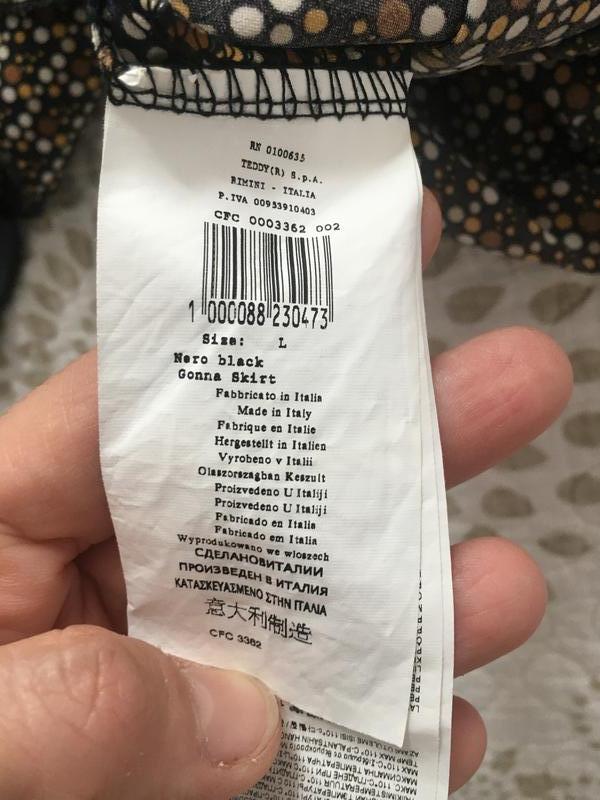 RN 0100635
TEDDY(R) S.p.A.
RIMINI - ITALIA
P.IVA 00953910403
CFC 0003362 002
1 000088 230473
Size: L
Nero black
Gonna Skirt
Fabbricato in Italia
Made in Italy
Fabrique en Italie
Hergestellt in Italien
Vyrobeno v Italii
Olaszorszagban Keszult
Proizvedeno U Italiji
Proizvedeno U Italiji
Fabricado en Italia
Fabricado em Italia
Wyprodukowano we wloszech
СДЕЛАНОВИТАЛИИ
ПРОИЗВЕДЕН В ИТАЛИЯ
ΚΑΤΑΣΚΕΥΑΣΜΕΝΟ ΣΤΗΝ ΙΤΑΛΙΑ
意大利制造
CFC 3362